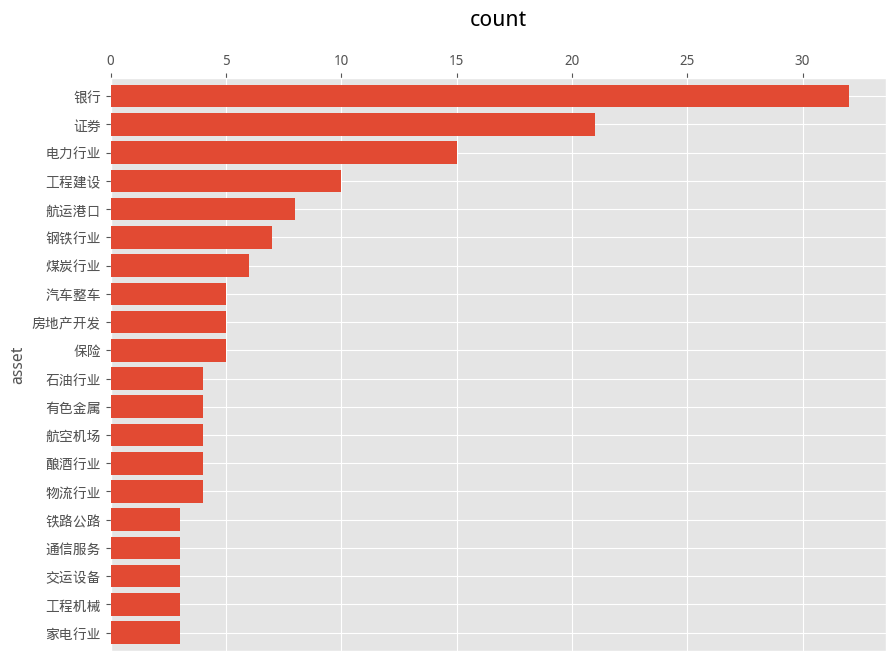 count
0 5 10 15 20 25 30
银行
证券
电力行业
工程建设
航运港口
钢铁行业
煤炭行业
汽车整车
房地产开发
保险
asset
石油行业
有色金属
航空机场
酿酒行业
物流行业
铁路公路
通信服务
交运设备
工程机械
家电行业